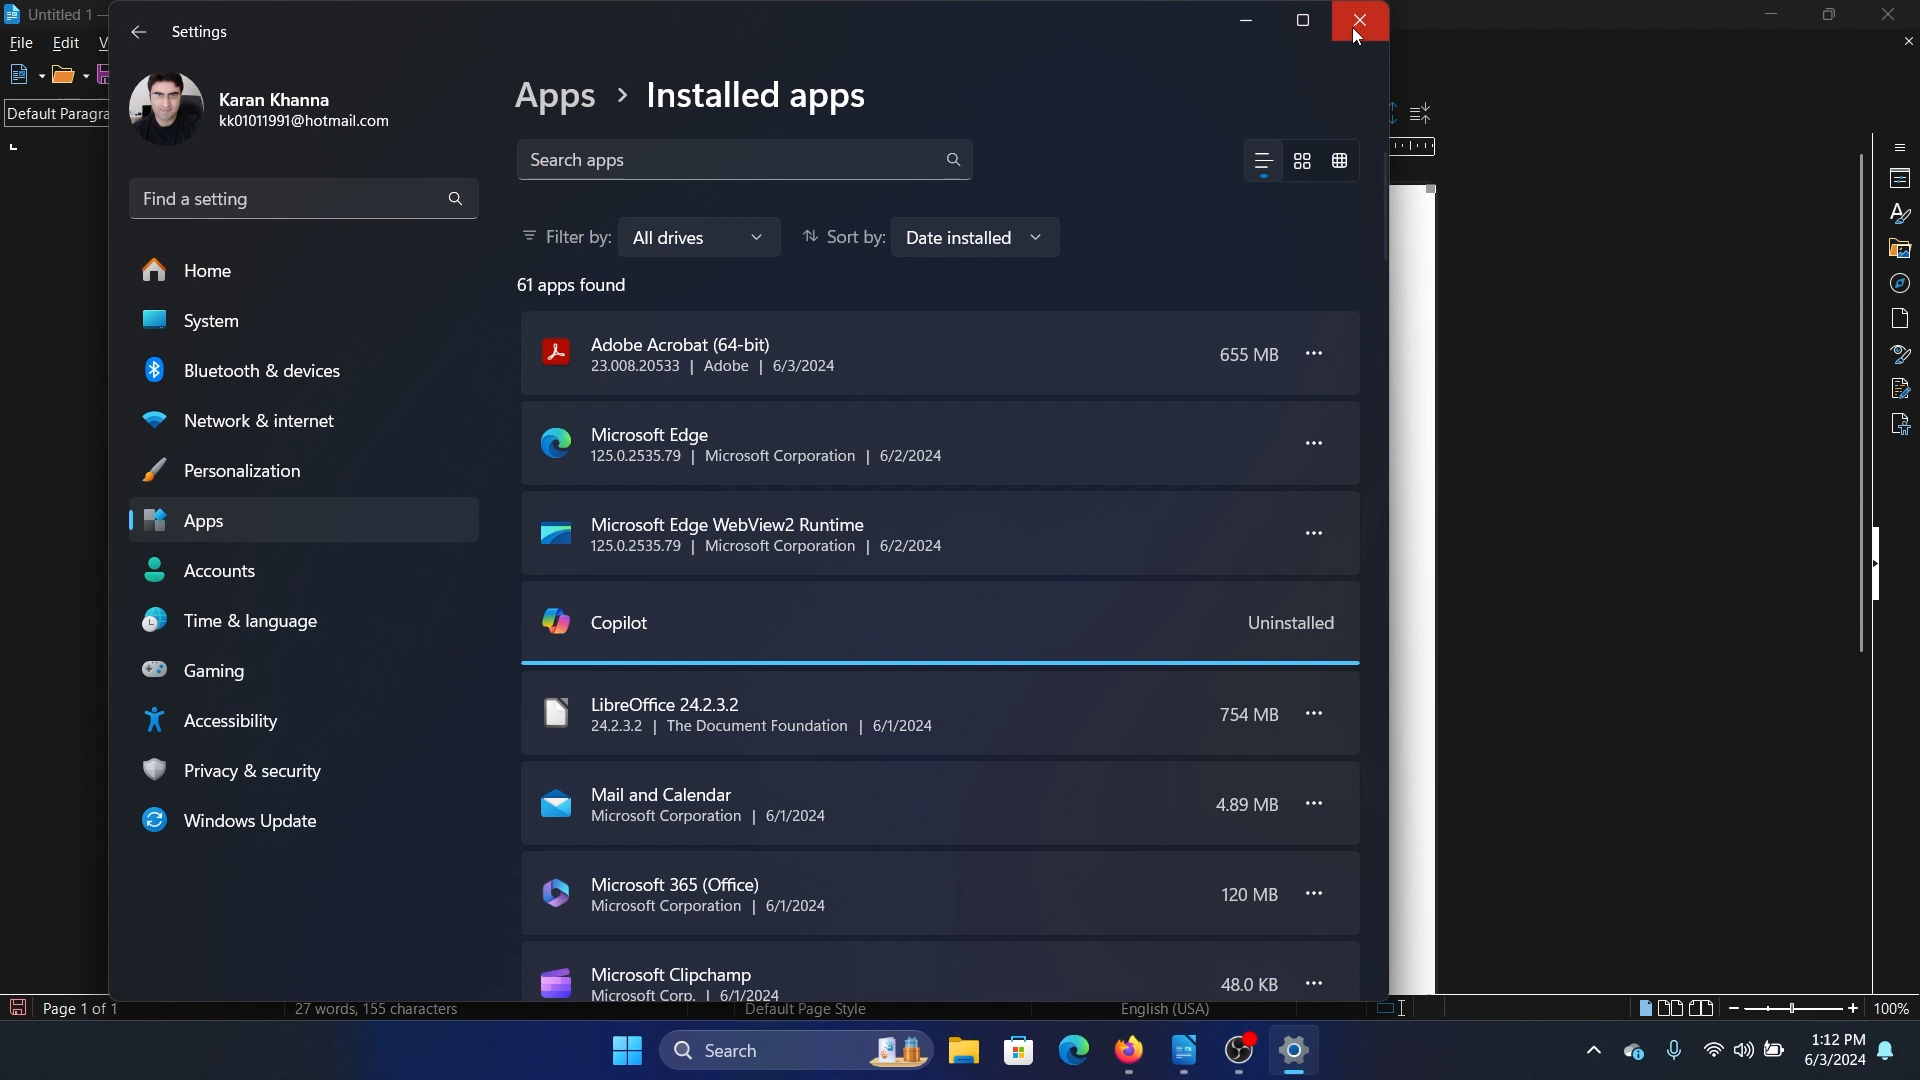 Untitled 1 —
Settings
File Edit V
Karan Khanna
kk01011991@hotmail.com
Apps › Installed apps
Default Paragra
Search apps
Find a setting
Filter by: All drives
Sort by: Date installed
61 apps found
Home
System
Bluetooth & devices
Network & internet
Personalization
Apps
Accounts
Time & language
Gaming
Accessibility
Privacy & security
Windows Update
Adobe Acrobat (64-bit)
23.008.20533 | Adobe | 6/3/2024
655 MB
Microsoft Edge
125.0.2535.79 | Microsoft Corporation | 6/2/2024
Microsoft Edge WebView2 Runtime
125.0.2535.79 | Microsoft Corporation | 6/2/2024
Copilot
Uninstalled
LibreOffice 24.2.3.2
24.2.3.2 | The Document Foundation | 6/1/2024
754 MB
Mail and Calendar
Microsoft Corporation | 6/1/2024
4.89 MB
Microsoft 365 (Office)
Microsoft Corporation | 6/1/2024
120 MB
Microsoft Clipchamp
Microsoft Corp. | 6/1/2024
48.0 KB
Page 1 of 1
27 words, 155 characters
Default Page Style
English (USA)
100%
Search
1:12 PM
6/3/2024